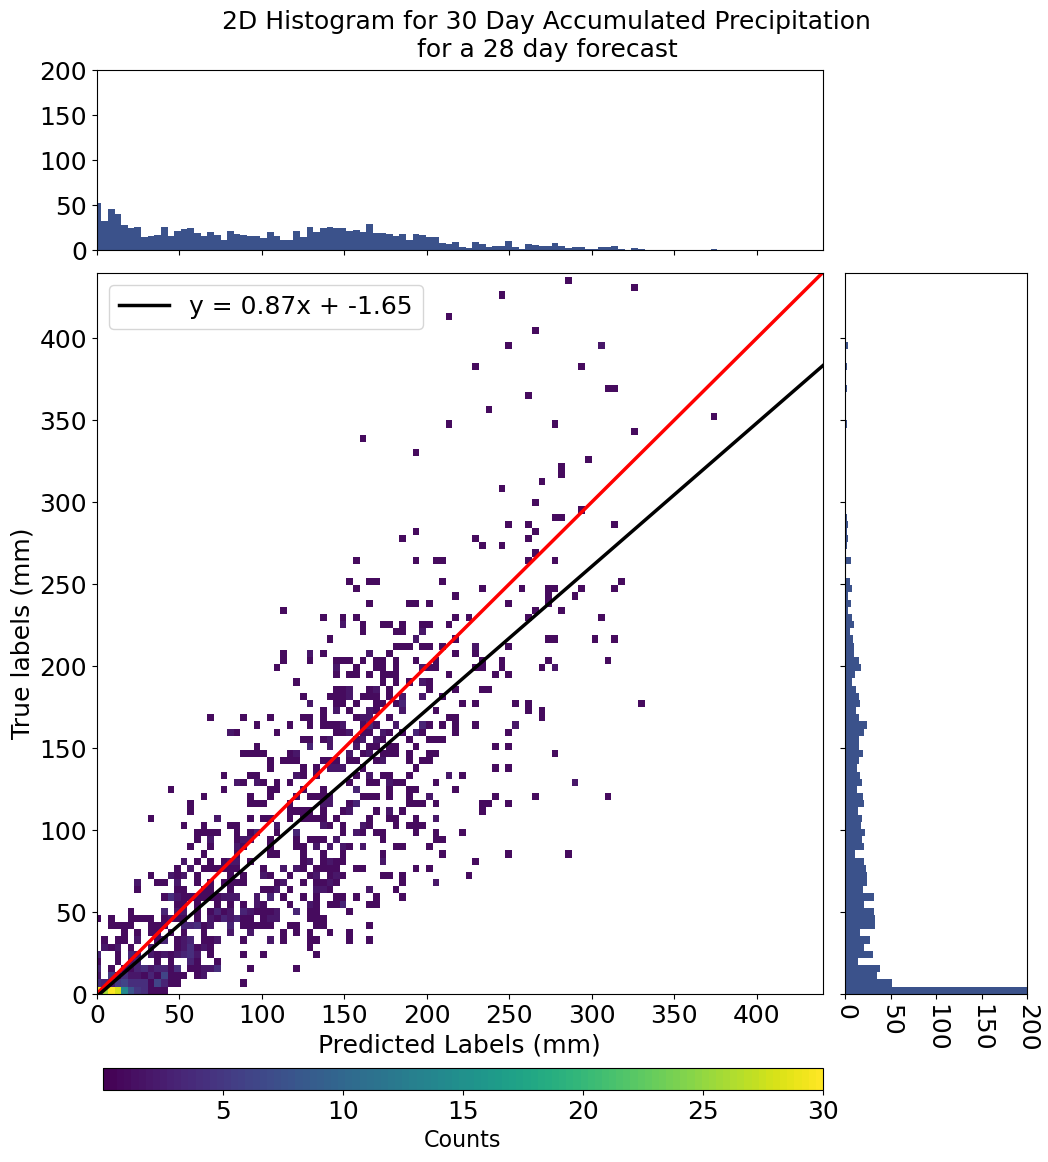 2D Histogram for 30 Day Accumulated Precipitation
for a 28 day forecast
200
150
100
50
0
y = 0.87x + -1.65
400
350
300
250
200
150
100
50
0
True labels (mm)
0 50 100 150 200 250 300 350 400
Predicted Labels (mm)
0 50 100 150 200
5 10 15 20 25 30
Counts